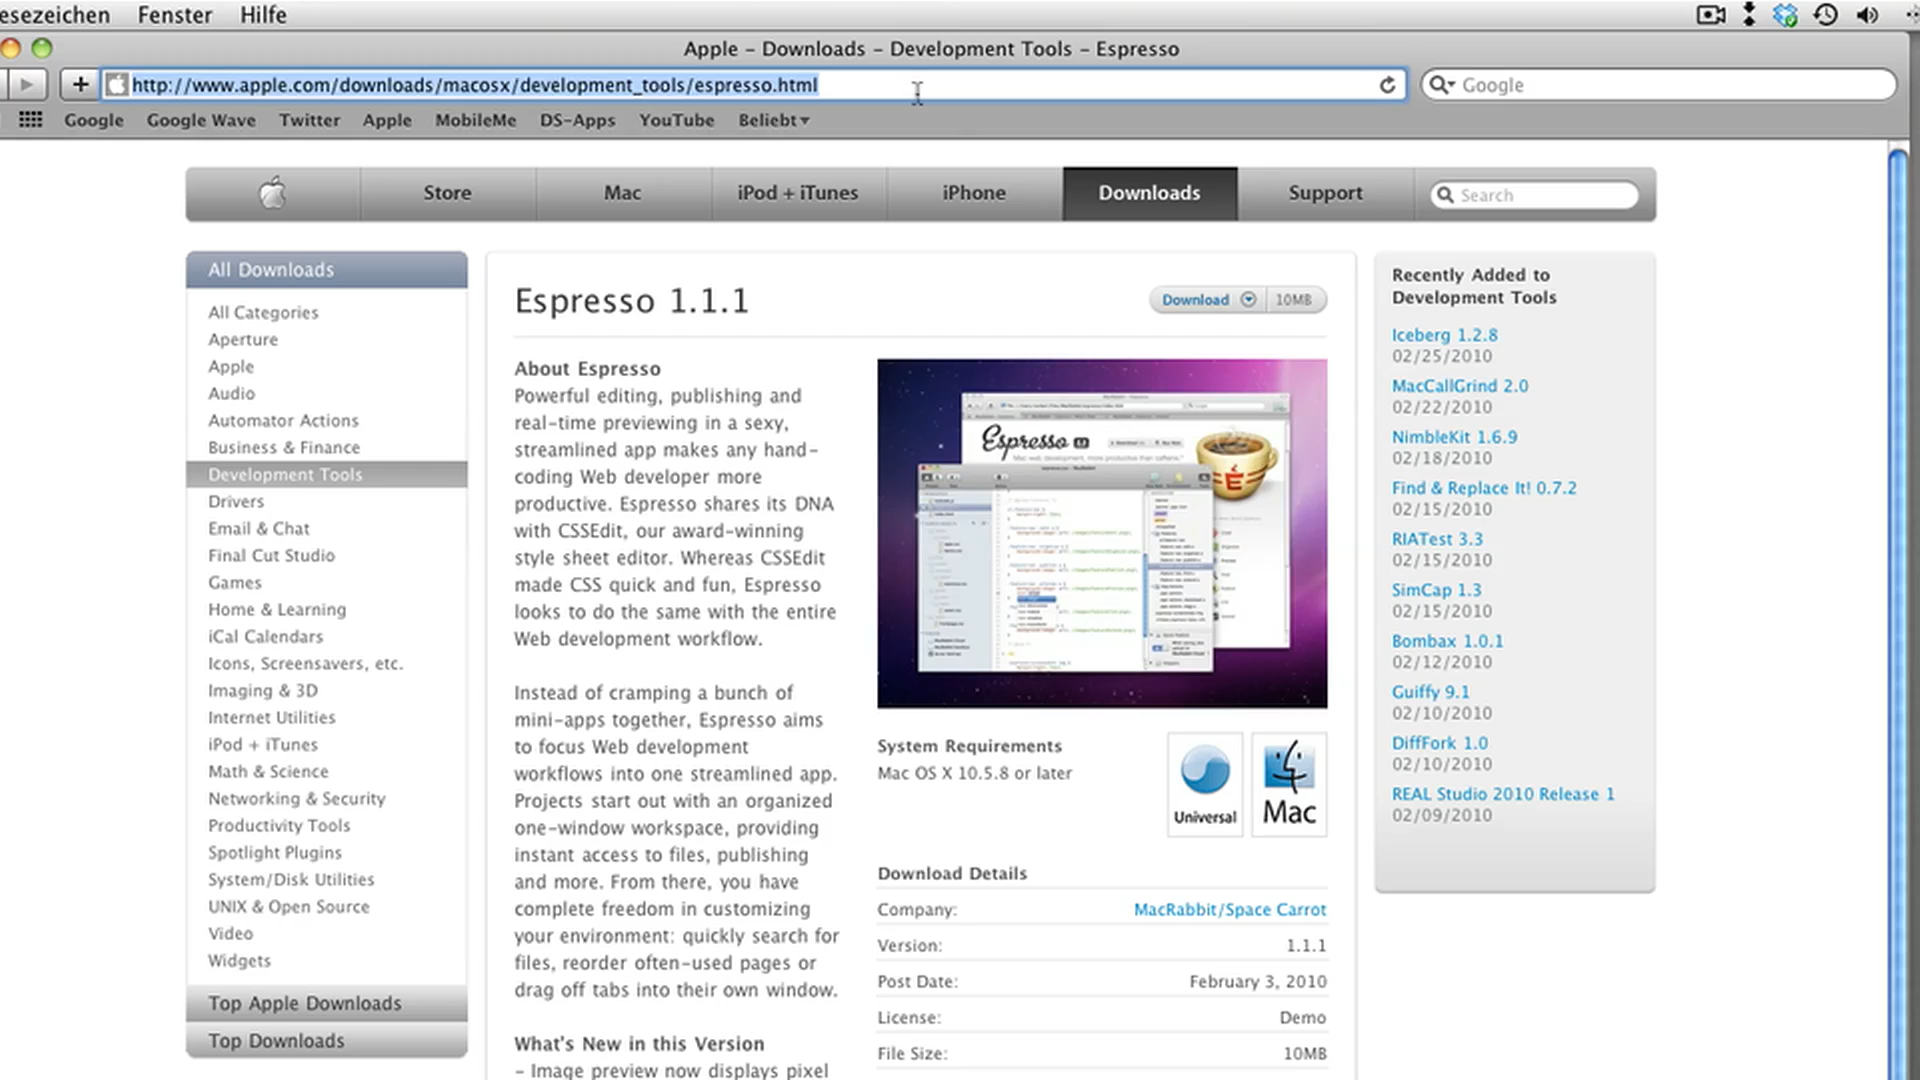 esezeichen Fenster Hilfe
Apple – Downloads – Development Tools – Espresso
http://www.apple.com/downloads/macosx/development_tools/espresso.html
Google
Google Google Wave Twitter Apple MobileMe DS-Apps YouTube Beliebt
Store Mac iPod + iTunes iPhone Downloads Support Search
All Downloads
All Categories
Aperture
Apple
Audio
Automator Actions
Business & Finance
Development Tools
Drivers
Email & Chat
Final Cut Studio
Games
Home & Learning
iCal Calendars
Icons, Screensavers, etc.
Imaging & 3D
Internet Utilities
iPod + iTunes
Math & Science
Networking & Security
Productivity Tools
Spotlight Plugins
System/Disk Utilities
UNIX & Open Source
Video
Widgets
Top Apple Downloads
Top Downloads
Espresso 1.1.1
Download 10MB
About Espresso
Powerful editing, publishing and
real-time previewing in a sexy,
streamlined app makes any hand-
coding Web developer more
productive. Espresso shares its DNA
with CSSEdit, our award-winning
style sheet editor. Whereas CSSEdit
made CSS quick and fun, Espresso
looks to do the same with the entire
Web development workflow.
Instead of cramping a bunch of
mini-apps together, Espresso aims
to focus Web development
workflows into one streamlined app.
Projects start out with an organized
one-window workspace, providing
instant access to files, publishing
and more. From there, you have
complete freedom in customizing
your environment: quickly search for
files, reorder often-used pages or
drag off tabs into their own window.
What's New in this Version
- Image preview now displays pixel
Espresso
System Requirements
Mac OS X 10.5.8 or later
Universal
Mac
Download Details
Company: MacRabbit/Space Carrot
Version: 1.1.1
Post Date: February 3, 2010
License: Demo
File Size: 10MB
Recently Added to
Development Tools
Iceberg 1.2.8
02/25/2010
MacCallGrind 2.0
02/22/2010
NimbleKit 1.6.9
02/18/2010
Find & Replace It! 0.7.2
02/15/2010
RIATest 3.3
02/15/2010
SimCap 1.3
02/15/2010
Bombax 1.0.1
02/12/2010
Guiffy 9.1
02/10/2010
DiffFork 1.0
02/10/2010
REAL Studio 2010 Release 1
02/09/2010